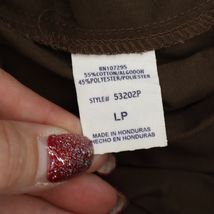 RN107295
55%COTTON/ALGODON
45%POLYESTER/POLIESTER
STYLE# 53202P
LP
MADE IN HONDURAS
HECHO EN HONDURAS